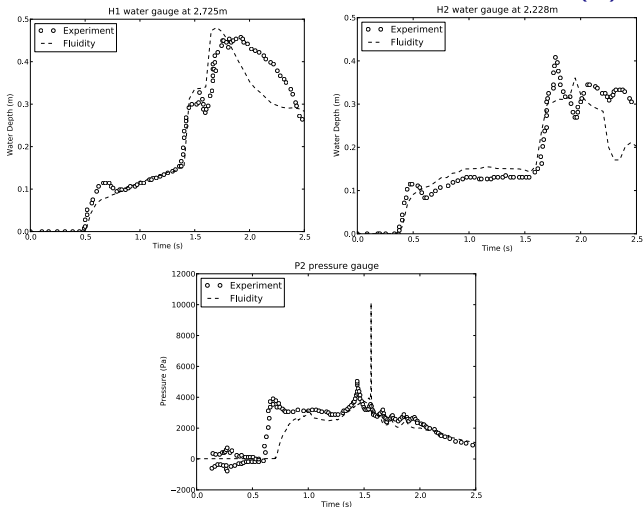 H1 water gauge at 2,725m
Experiment
Fluidity
Water Depth (m)
0.5
0.4
0.3
0.2
0.1
0.0
0.0 0.5 1.0 1.5 2.0 2.5
Time (s)
H2 water gauge at 2.228m
Experiment
Fluidity
Water Depth (m)
0.5
0.4
0.3
0.2
0.1
0.0
0.0 0.5 1.0 1.5 2.0 2.5
Time (s)
P2 pressure gauge
Experiment
Fluidity
Pressure (Pa)
12000
10000
8000
6000
4000
2000
0
−2000
0.0 0.5 1.0 1.5 2.0 2.5
Time (s)